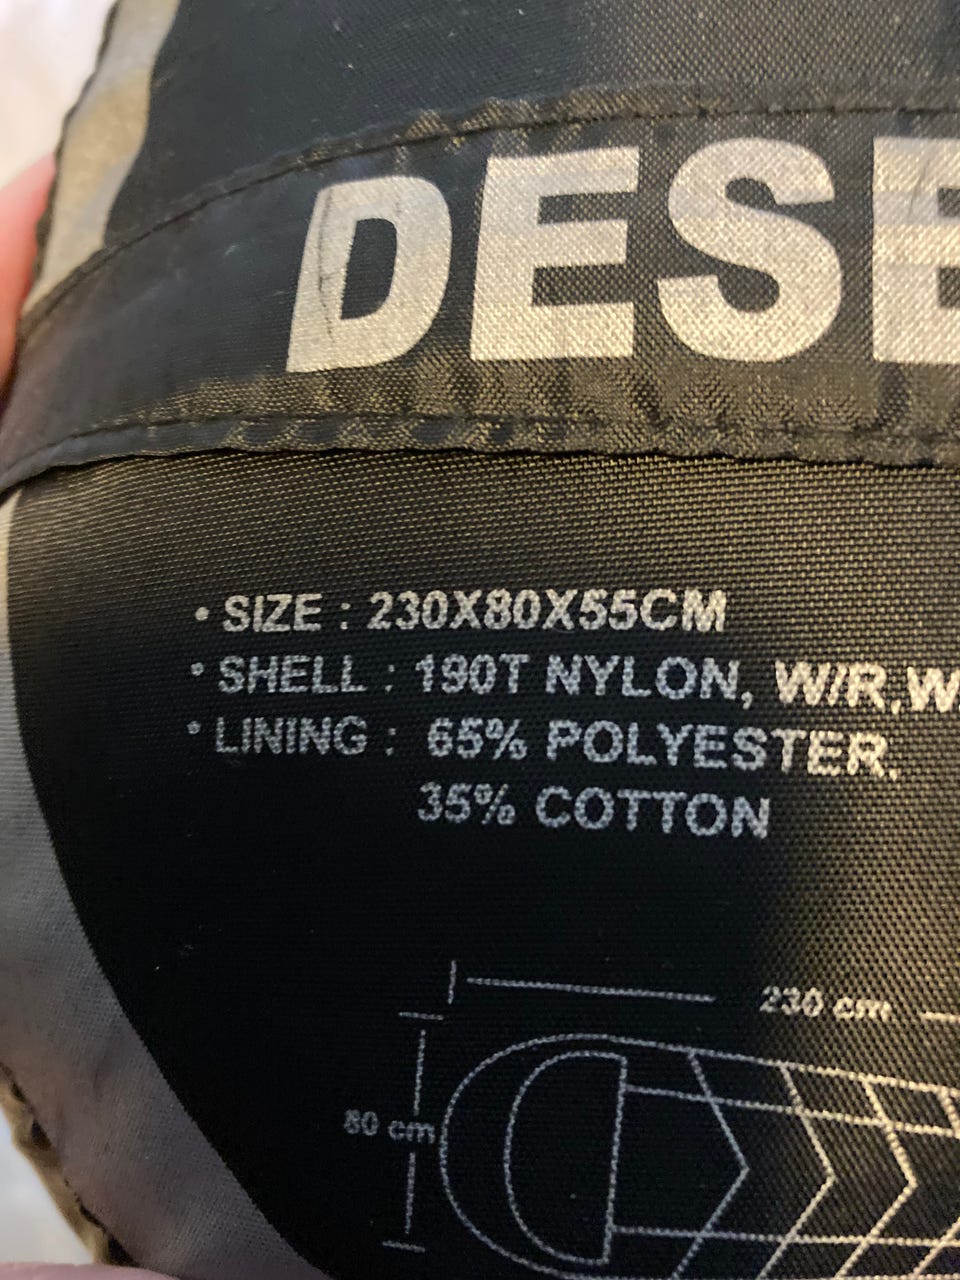 DESE
• SIZE : 230X80X55CM
• SHELL : 190T NYLON, W/R,W
• LINING : 65% POLYESTER.
35% COTTON
230 cm
80 cm